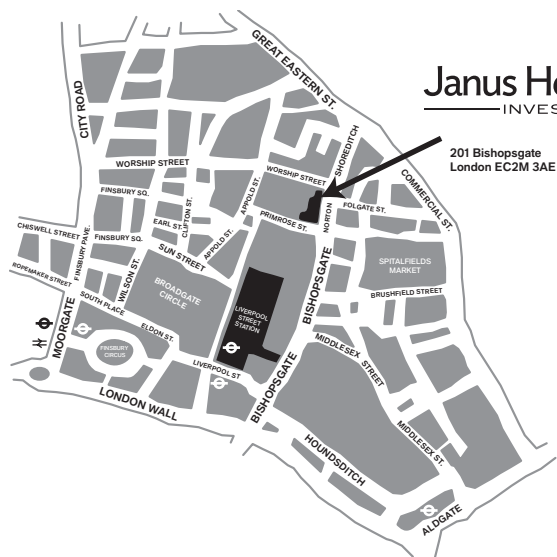 GREAT EASTERN ST.
Janus
INVES
CITY ROAD
SHOREDITCH
201 Bishopsgate
London EC2M 3AE
WORSHIP STREET
WORSHIP STREET
COMMERCIAL ST.
FINSBURY SQ.
APPOLD ST.
CLIFTON ST.
FOLGATE ST.
NORTON
PRIMROSE ST.
EARL ST.
CHISWELL STREET
FINSBURY PAVE.
FINSBURY SQ.
APPOLD ST.
SUN STREET
BISHOPSGATE
SPITALFIELDS
MARKET
ROPEMAKER STREET
WILSON ST.
BROADGATE
CIRCLE
BRUSHFIELD STREET
SOUTH PLACE
LIVERPOOL
STREET
STATION
MOORGATE
ELDON ST.
MIDDLESEX STREET
FINSBURY
CIRCUS
LIVERPOOL ST
BISHOPSGATE
LONDON WALL
MIDDLESEX ST.
HOUNDSDITCH
ALDGATE